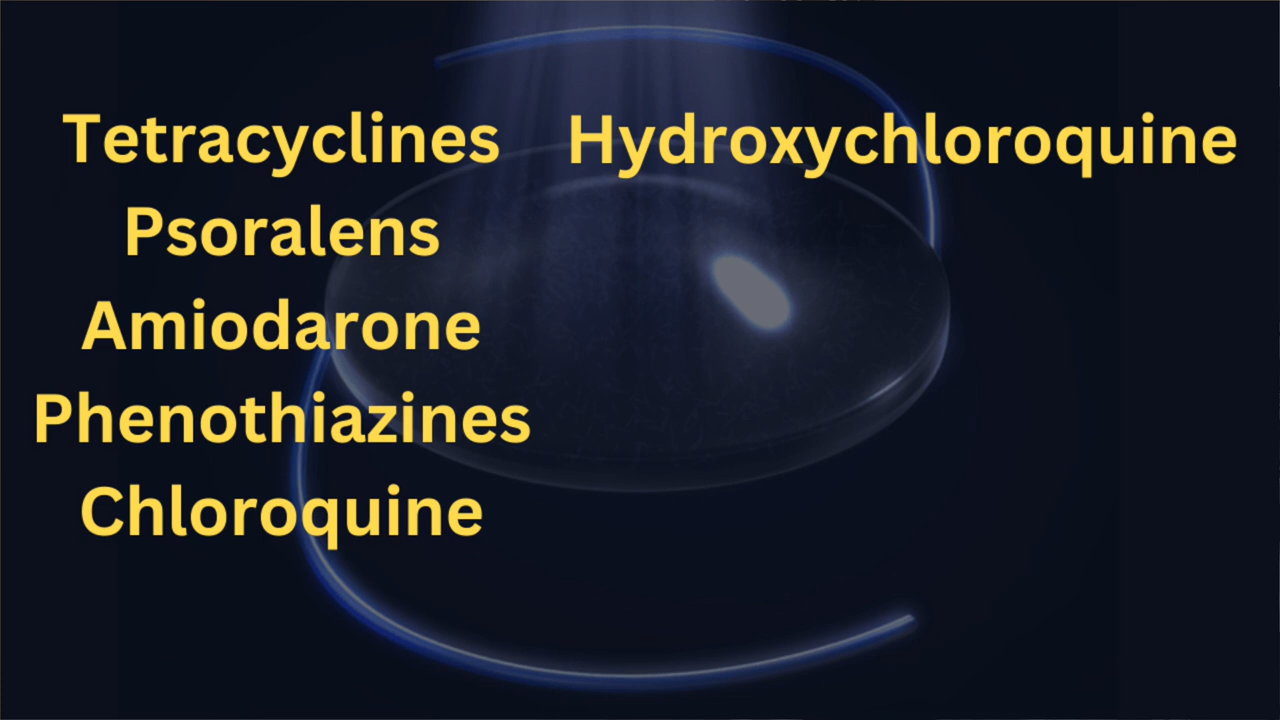 Tetracyclines
Psoralens
Amiodarone
Phenothiazines
Chloroquine
Hydroxychloroquine